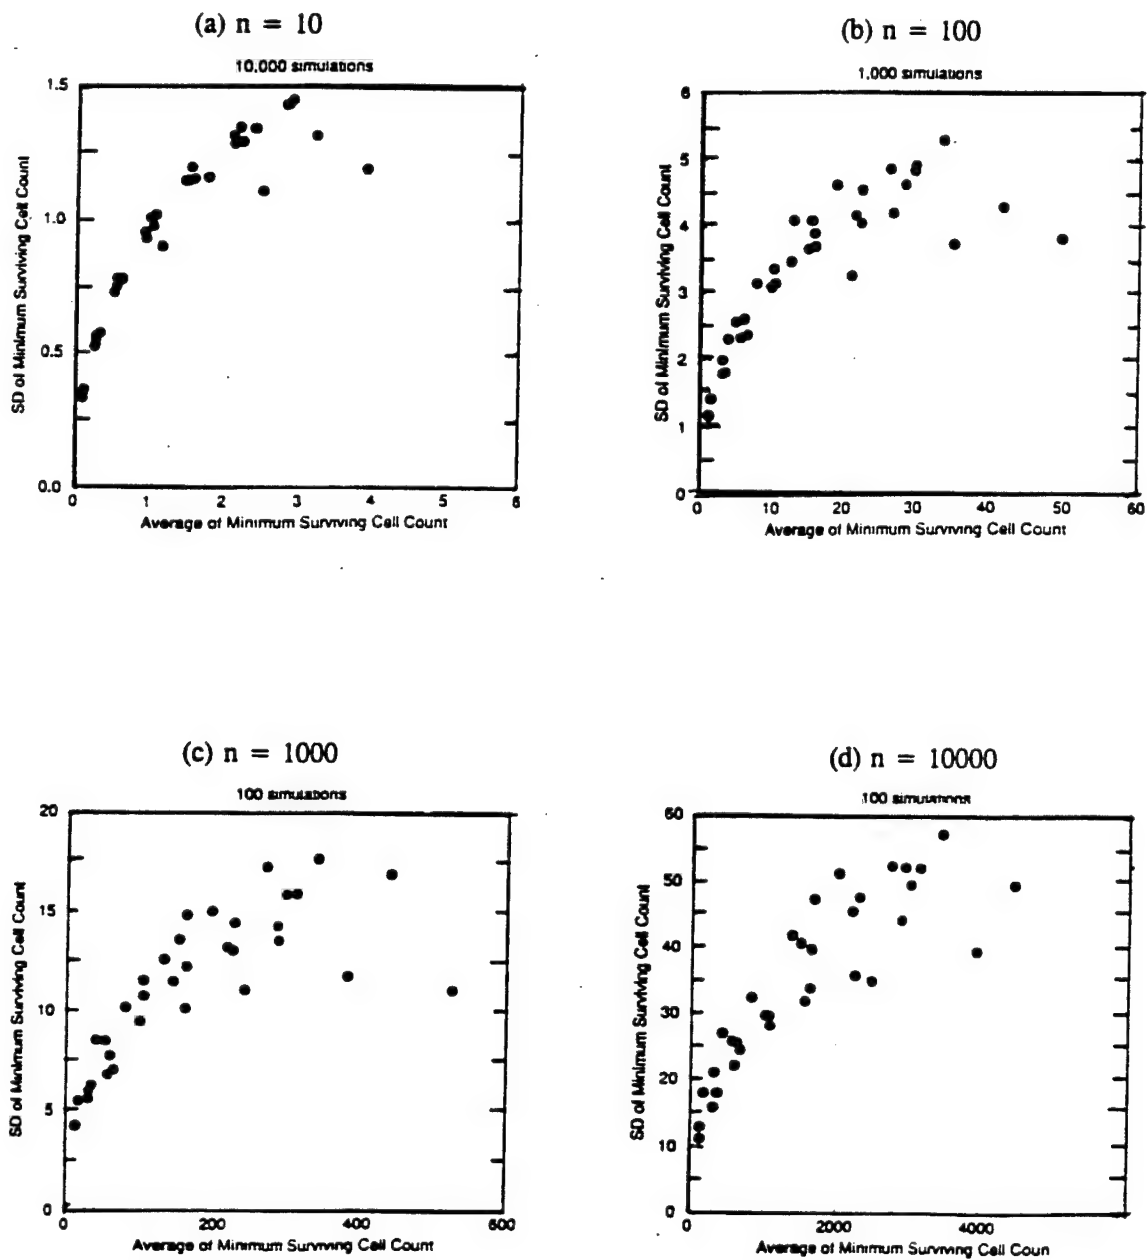 (a) n = 10
10,000 simulations
1.5
1.0
0.5
0.0
SD of Minimum Surviving Cell Count
0
1
2
3
4
5
6
Average of Minimum Surviving Cell Count
(b) n = 100
1,000 simulations
6
5
4
3
2
1
0
SD of Minimum Surviving Cell Count
0
10
20
30
40
50
60
Average of Minimum Surviving Cell Count
(c) n = 1000
100 simulations
20
15
10
5
0
SD of Minimum Surviving Cell Count
0
200
400
600
Average of Minimum Surviving Cell Count
(d) n = 10000
100 simulations
60
50
40
30
20
10
0
SD of Minimum Surviving Cell Count
0
2000
4000
Average of Minimum Surviving Cell Coun